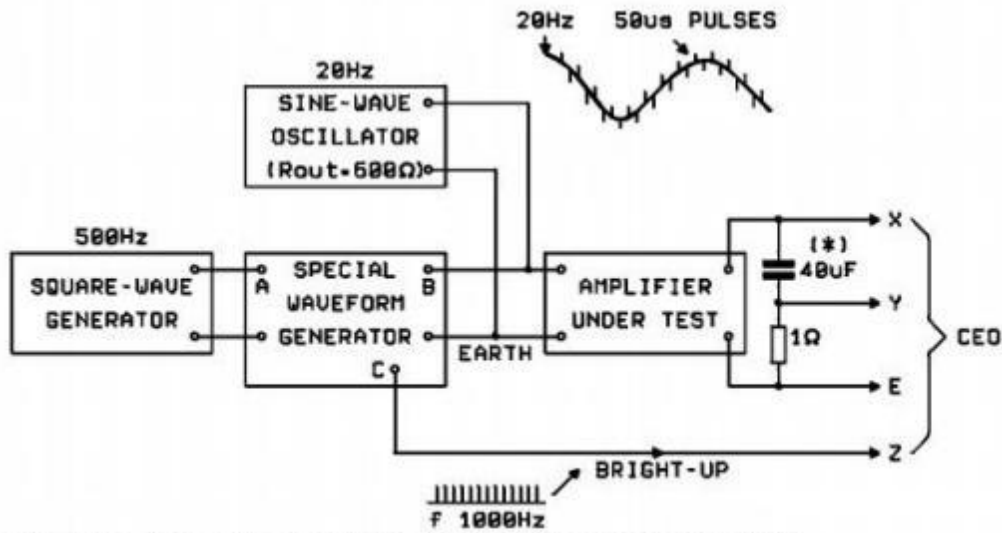 20Hz
50us PULSES
20Hz
SINE-WAVE
OSCILLATOR
(Rout=600Ω)
500Hz
SQUARE-WAVE
GENERATOR
A
SPECIAL
WAVEFORM
GENERATOR
B
C
EARTH
AMPLIFIER
UNDER TEST
(*)
40uF
1Ω
X
Y
E
Z
CEO
BRIGHT-UP
f 1000Hz